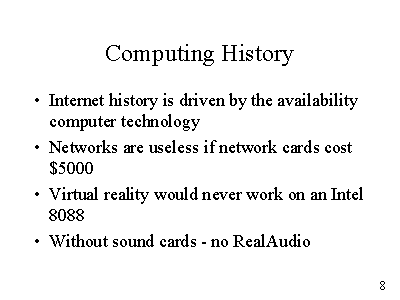 Computing History
• Internet history is driven by the availability
computer technology
• Networks are useless if network cards cost
$5000
• Virtual reality would never work on an Intel
8088
• Without sound cards - no RealAudio
8